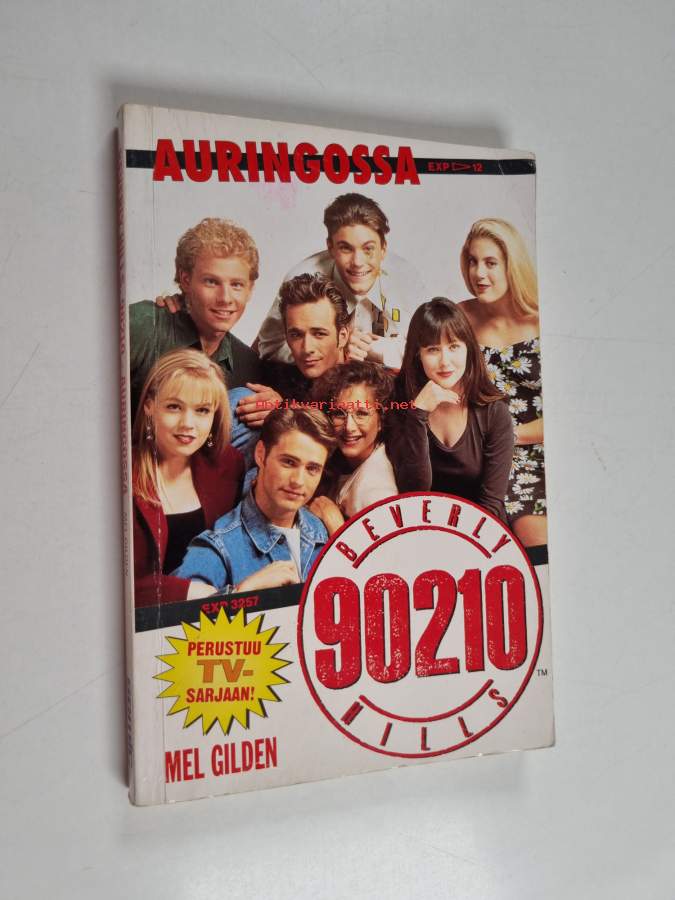 AURINGOSSA
EXP 12
antikvariaatti.net
EXP 3257
BEVERLY
90210
HILLS
TM
PERUSTUU
TV-
SARJAAN!
MEL GILDEN